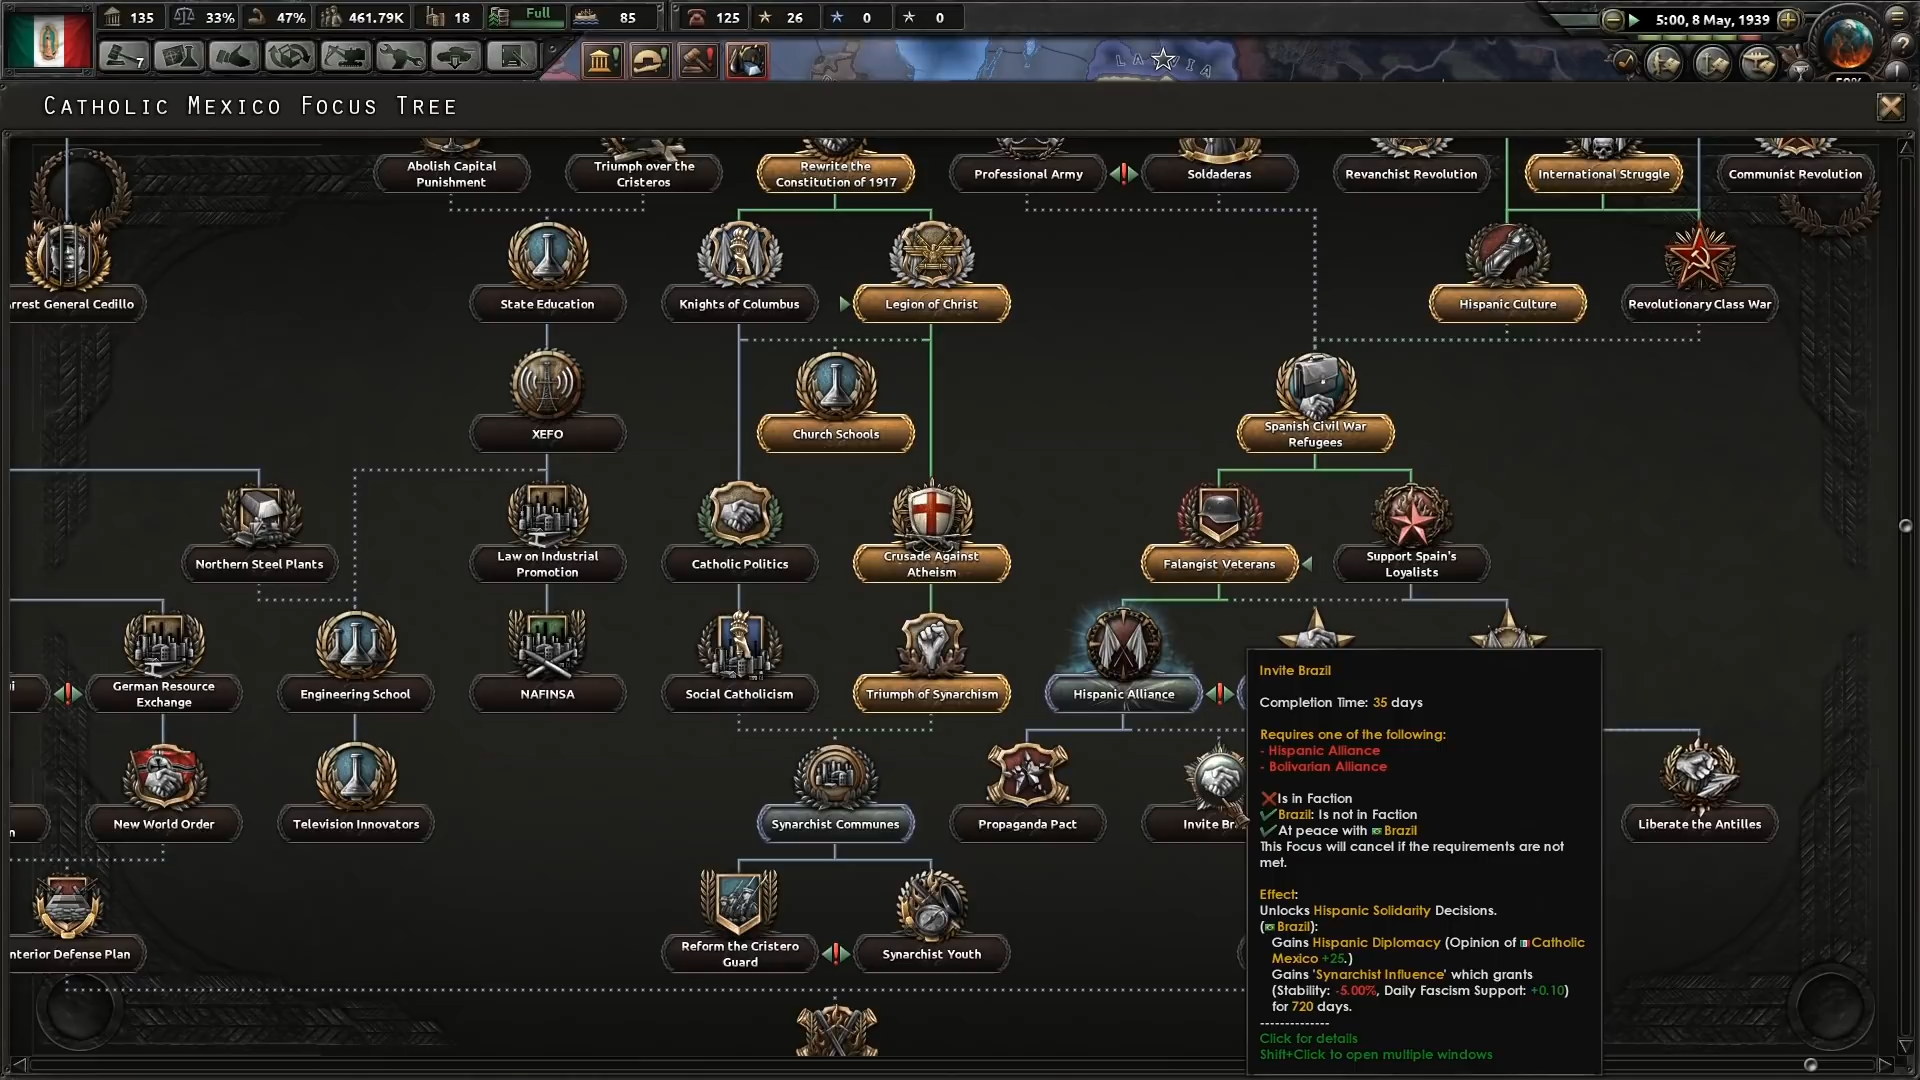 135
33%
47%
461.79K
18
Full
85
125
26
0
0
5:00, 8 May, 1939
7
L A
V I A
CATHOLIC MEXICO FOCUS TREE
Abolish Capital
Punishment
Triumph over the
Cristeros
Rewrite the
Constitution of 1917
Professional Army
Soldaderas
Revanchist Revolution
International Struggle
Communist Revolution
rrest General Cedillo
State Education
Knights of Columbus
Legion of Christ
Hispanic Culture
Revolutionary Class War
XEFO
Church Schools
Spanish Civil War
Refugees
Northern Steel Plants
Law on Industrial
Promotion
Catholic Politics
Crusade Against
Atheism
Falangist Veterans
Support Spain's
Loyalists
German Resource
Exchange
Engineering School
NAFINSA
Social Catholicism
Triumph of Synarchism
Hispanic Alliance
New World Order
Television Innovators
Synarchist Communes
Propaganda Pact
Invite Br
Liberate the Antilles
nterior Defense Plan
Reform the Cristero
Guard
Synarchist Youth
Invite Brazil
Completion Time: 35 days
Requires one of the following:
- Hispanic Alliance
- Bolivarian Alliance
Is in Faction
Brazil: Is not in Faction
At peace with Brazil
This Focus will cancel if the requirements are not
met.
Effect:
Unlocks Hispanic Solidarity Decisions.
(Brazil):
Gains Hispanic Diplomacy (Opinion of Catholic
Mexico +25.)
Gains 'Synarchist Influence' which grants
(Stability: -5.00%, Daily Fascism Support: +0.10)
for 720 days.
--------------
Click for details
Shift+Click to open multiple windows